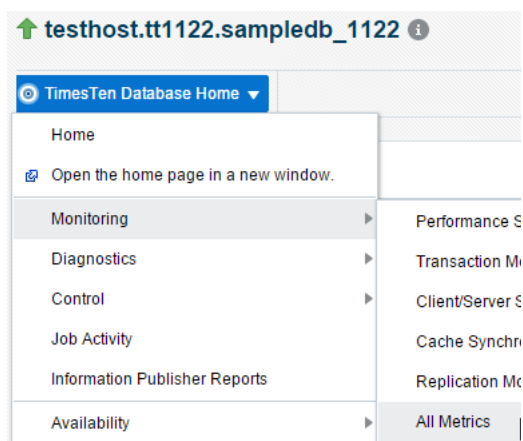 testhost.tt1122.sampledb_1122
TimesTen Database Home
Home
Open the home page in a new window.
Monitoring
Performance
Diagnostics
Transaction
Control
Client/Server
Job Activity
Cache
Information Publisher Reports
Replication
Availability
All Metrics